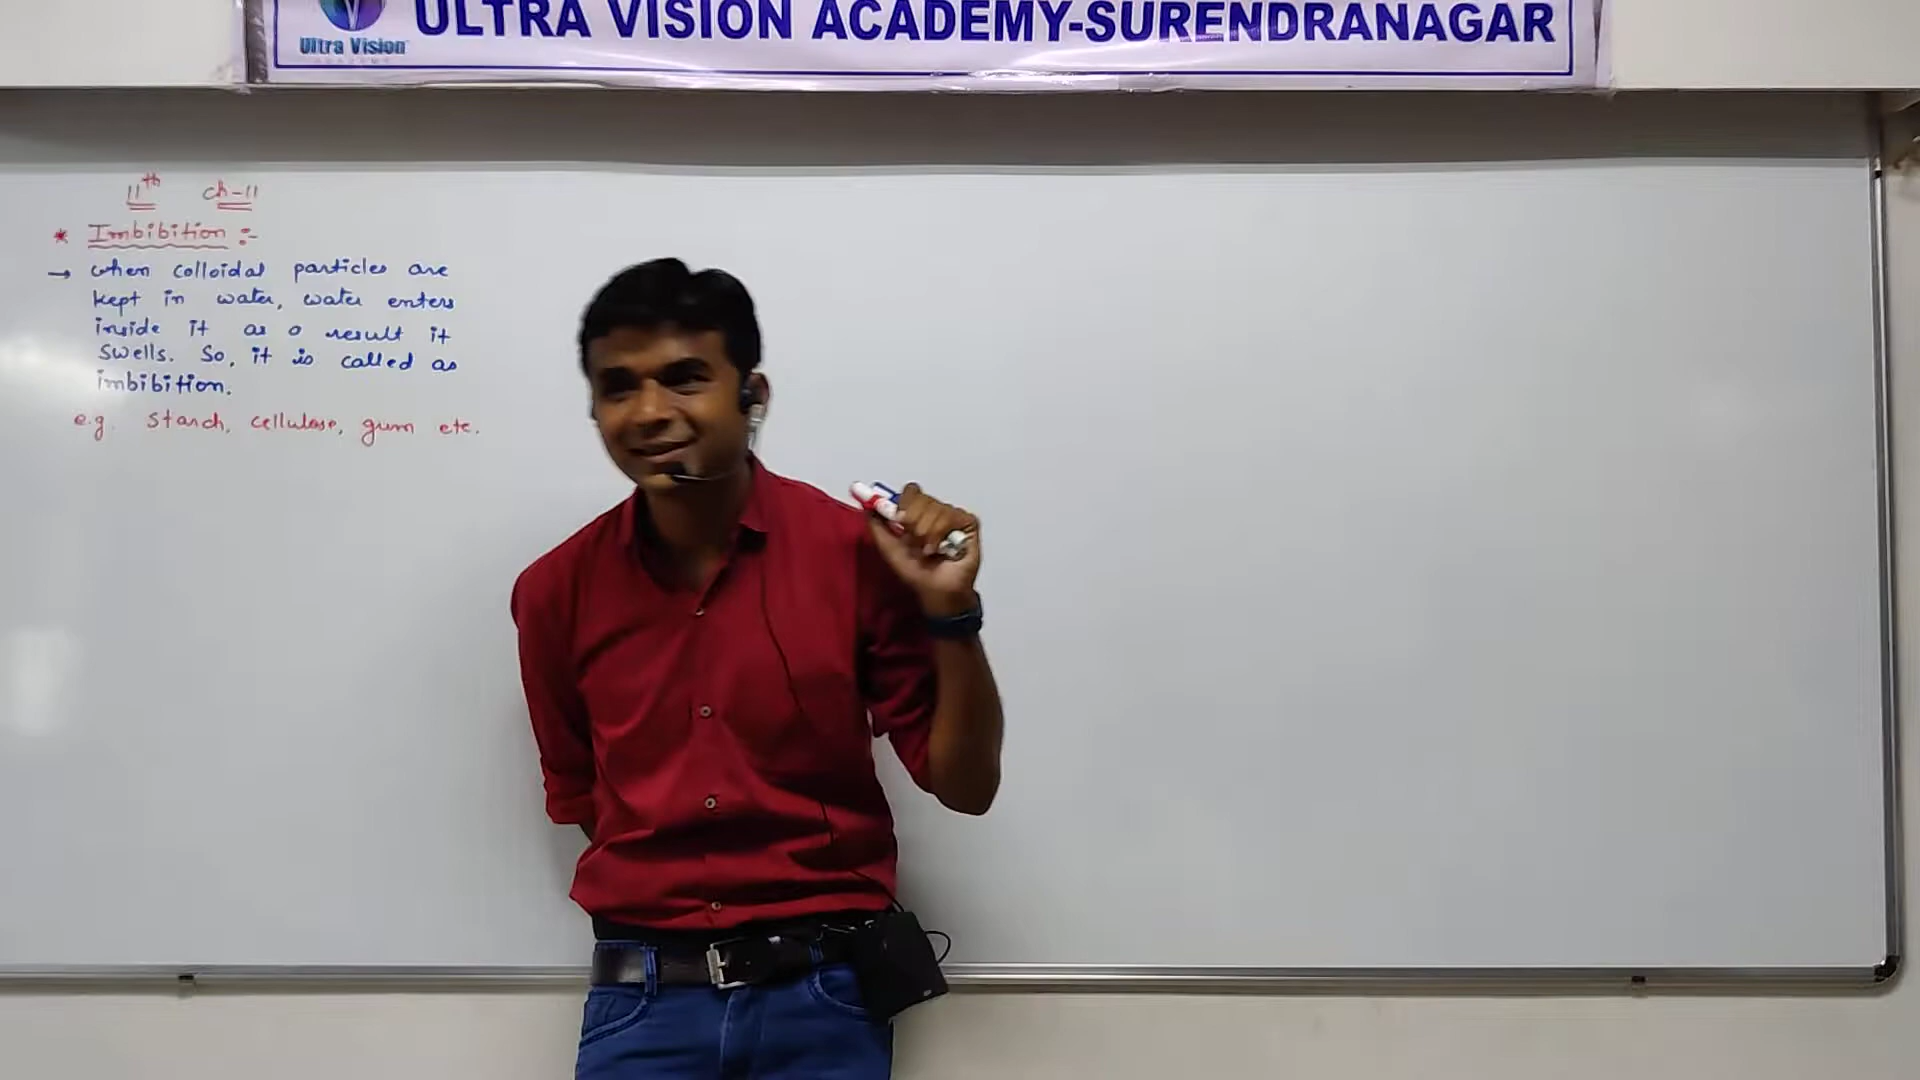 ULTRA VISION ACADEMY-SURENDRANAGAR
Ultra Vision
ACADEMY
11th ch-11
* Imbibition :-
→ when colloidal particles are
kept in water, water enters
inside it as a result it
swells. So, it is called as
imbibition.
e.g. Starch, cellulose, gum etc.